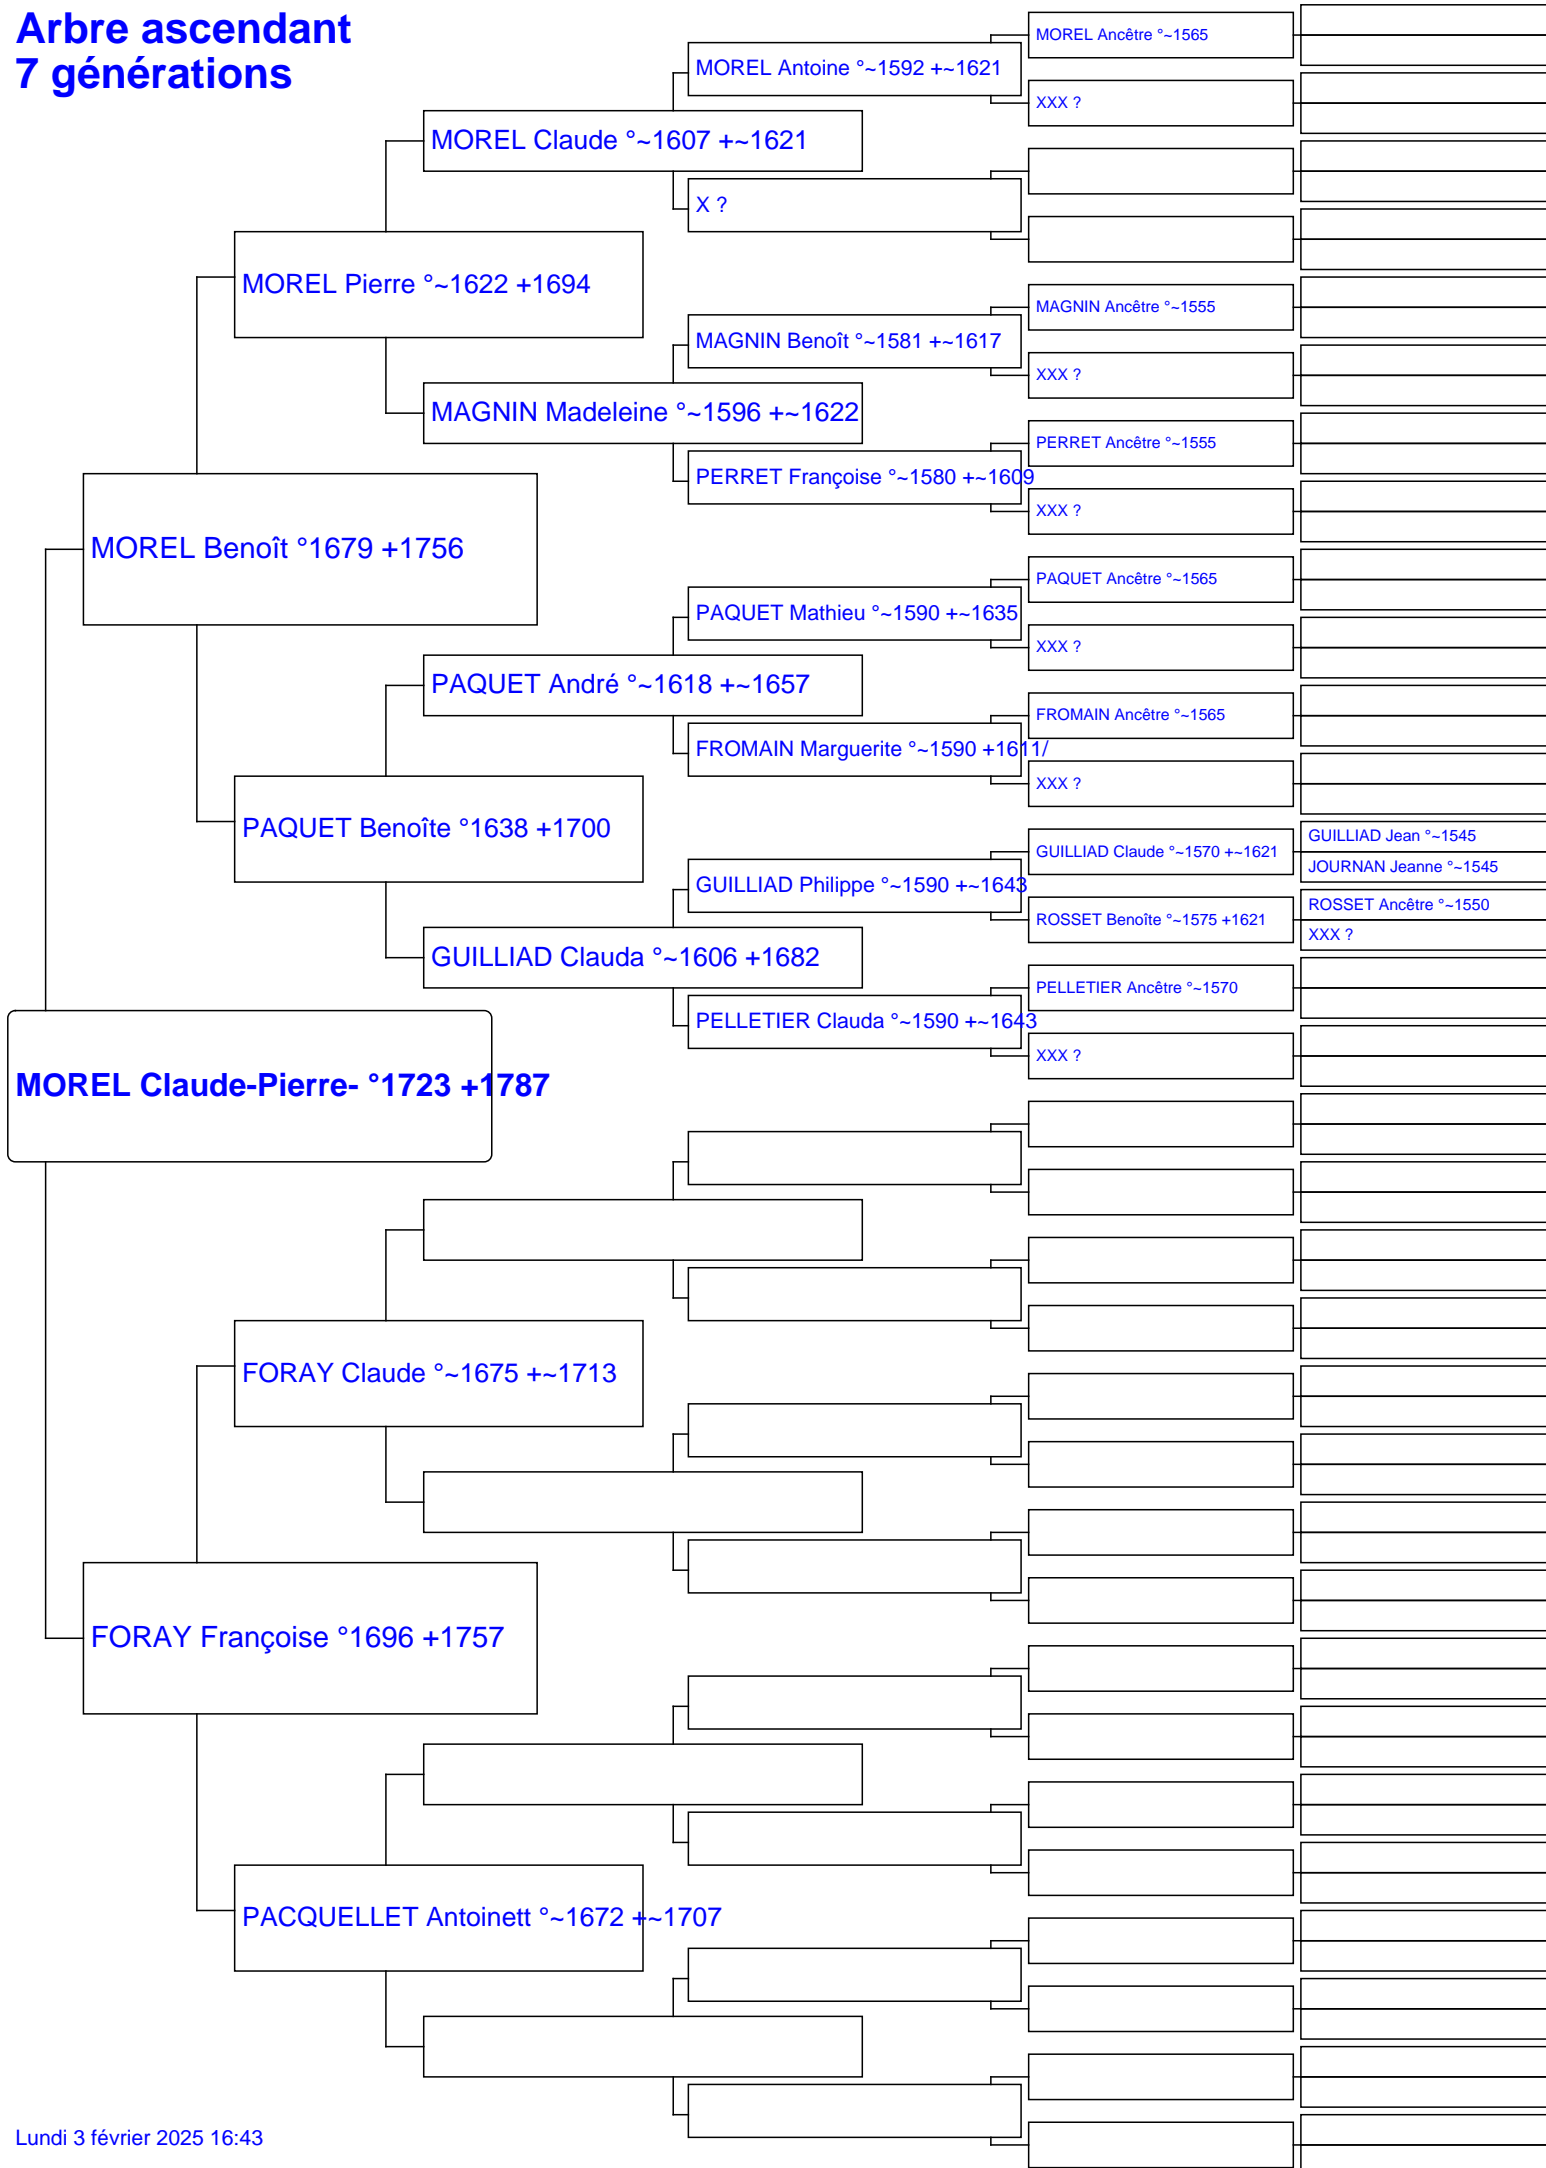 Arbre ascendant
7 générations
MOREL Ancêtre °~1565
MOREL Antoine °~1592 +~1621
XXX ?
MOREL Claude °~1607 +~1621
X ?
MOREL Pierre °~1622 +1694
MAGNIN Ancêtre °~1555
MAGNIN Benoît °~1581 +~1617
XXX ?
MAGNIN Madeleine °~1596 +~1622
PERRET Ancêtre °~1555
PERRET Françoise °~1580 +~1609
XXX ?
MOREL Benoît °1679 +1756
PAQUET Ancêtre °~1565
PAQUET Mathieu °~1590 +~1635
XXX ?
PAQUET André °~1618 +~1657
FROMAIN Ancêtre °~1565
FROMAIN Marguerite °~1590 +1611/
XXX ?
PAQUET Benoîte °1638 +1700
GUILLIAD Jean °~1545
GUILLIAD Claude °~1570 +~1621
JOURNAN Jeanne °~1545
GUILLIAD Philippe °~1590 +~1643
ROSSET Ancêtre °~1550
ROSSET Benoîte °~1575 +1621
XXX ?
GUILLIAD Clauda °~1606 +1682
PELLETIER Ancêtre °~1570
PELLETIER Clauda °~1590 +~1643
XXX ?
MOREL Claude-Pierre- °1723 +1787
FORAY Claude °~1675 +~1713
FORAY Françoise °1696 +1757
PACQUELLET Antoinett °~1672 +~1707
Lundi 3 février 2025 16:43